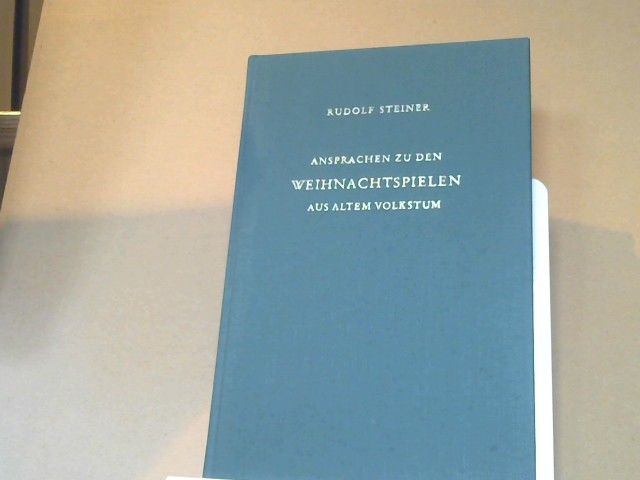 RUDOLF STEINER
ANSPRACHEN ZU DEN
WEIHNACHTSPIELEN
AUS ALTEM VOLKSTUM